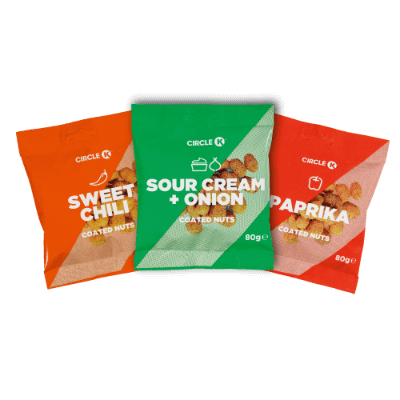 CIRCLE K
SWEET
CHILI
COATED NUTS
CIRCLE K
SOUR CREAM
+ ONION
COATED NUTS
80g℮
CIRCLE K
PAPRIKA
COATED NUTS
80g℮